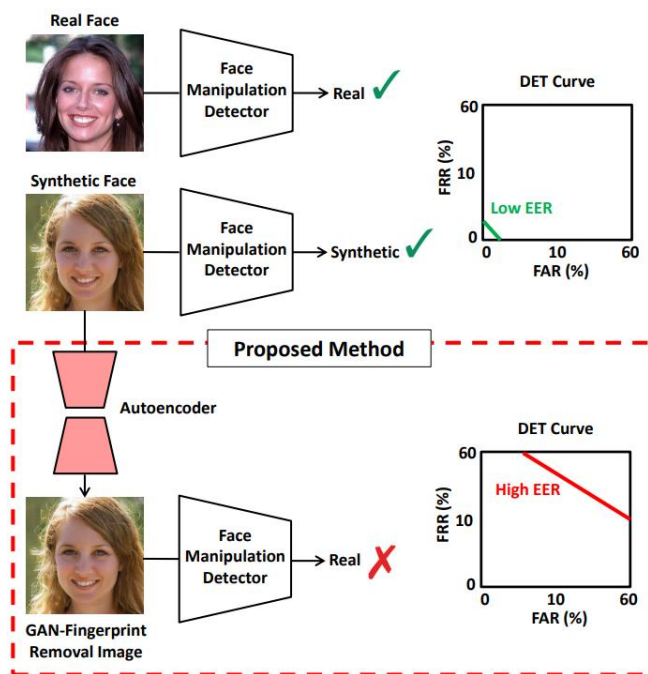 Real Face
Face
Manipulation
Detector
Real
DET Curve
60
10
0
FRR (%)
Low EER
0 10 60
FAR (%)
Synthetic Face
Face
Manipulation
Detector
Synthetic
Proposed Method
Autoencoder
DET Curve
60
10
0
FRR (%)
High EER
0 10 60
FAR (%)
Face
Manipulation
Detector
Real
GAN-Fingerprint
Removal Image